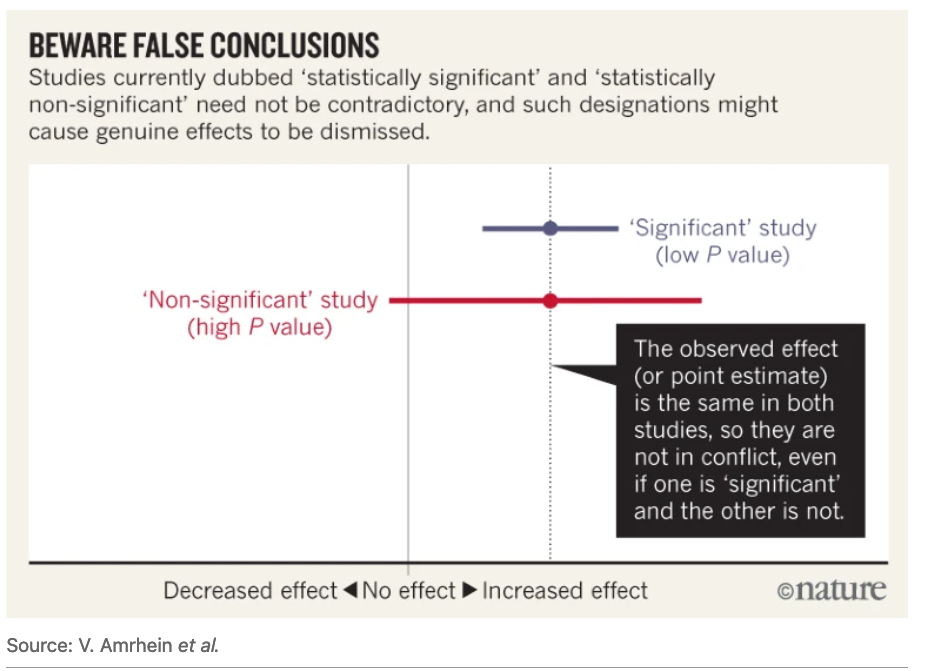 BEWARE FALSE CONCLUSIONS
Studies currently dubbed ‘statistically significant’ and ‘statistically
non-significant’ need not be contradictory, and such designations might
cause genuine effects to be dismissed.
‘Significant’ study
(low P value)
‘Non-significant’ study
(high P value)
The observed effect
(or point estimate)
is the same in both
studies, so they are
not in conflict, even
if one is ‘significant’
and the other is not.
Decreased effect ◀ No effect ▶ Increased effect
©nature
Source: V. Amrhein et al.